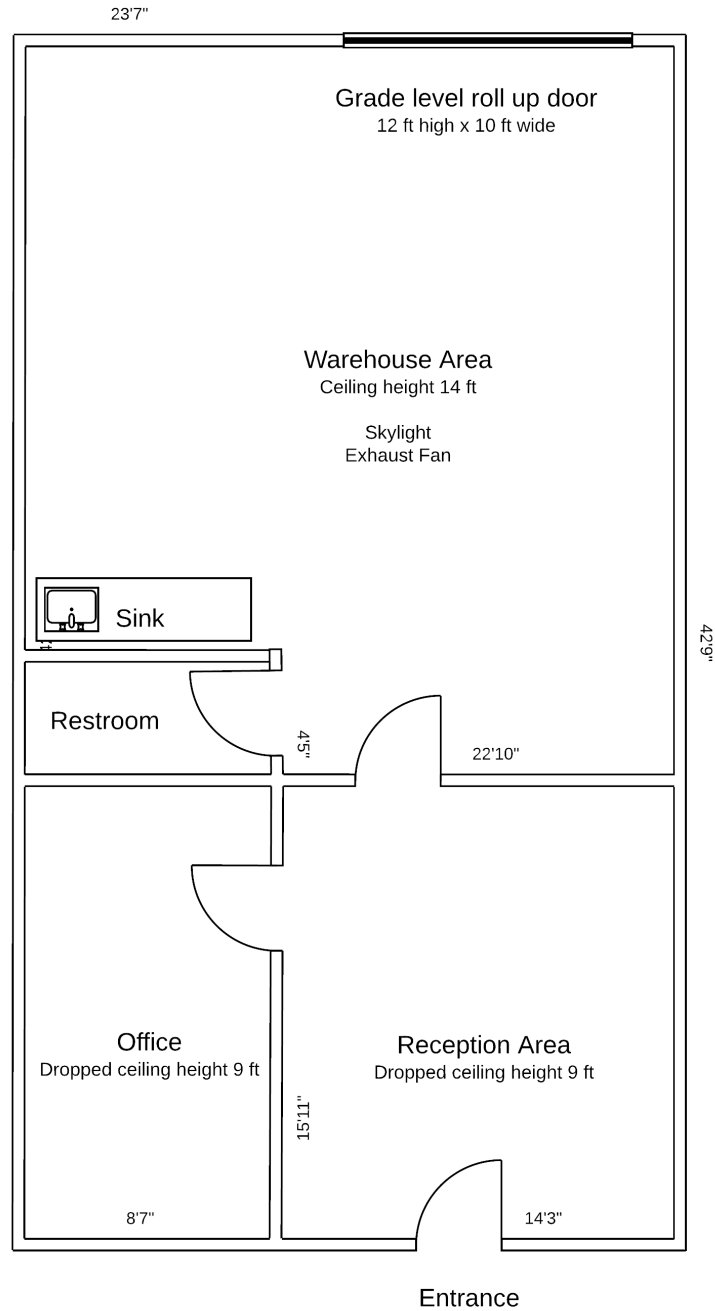 23'7"
Grade level roll up door
12 ft high x 10 ft wide
Warehouse Area
Ceiling height 14 ft
Skylight
Exhaust Fan
Sink
42'9"
Restroom
4'5"
22'10"
Office
Dropped ceiling height 9 ft
Reception Area
Dropped ceiling height 9 ft
15'11"
8'7"
14'3"
Entrance